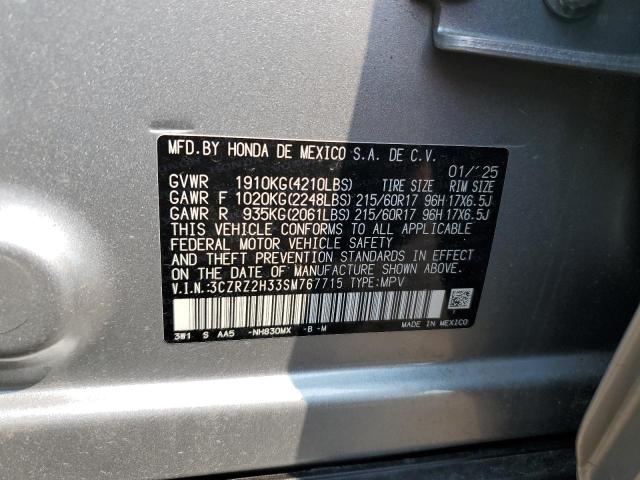 MFD.BY HONDA DE MEXICO S.A. DE C.V.
01/'25
GVWR 1910KG(4210LBS) TIRE SIZE RIM SIZE
GAWR F 1020KG(2248LBS) 215/60R17 96H 17X6.5J
GAWR R 935KG(2061LBS) 215/60R17 96H 17X6.5J
THIS VEHICLE CONFORMS TO ALL APPLICABLE
FEDERAL MOTOR VEHICLE SAFETY
AND THEFT PREVENTION STANDARDS IN EFFECT
ON THE DATE OF MANUFACTURE SHOWN ABOVE.
V.I.N.:3CZRZ2H33SM767715 TYPE:MPV
3W1 S AA5 -NH830MX -B -M MADE IN MEXICO